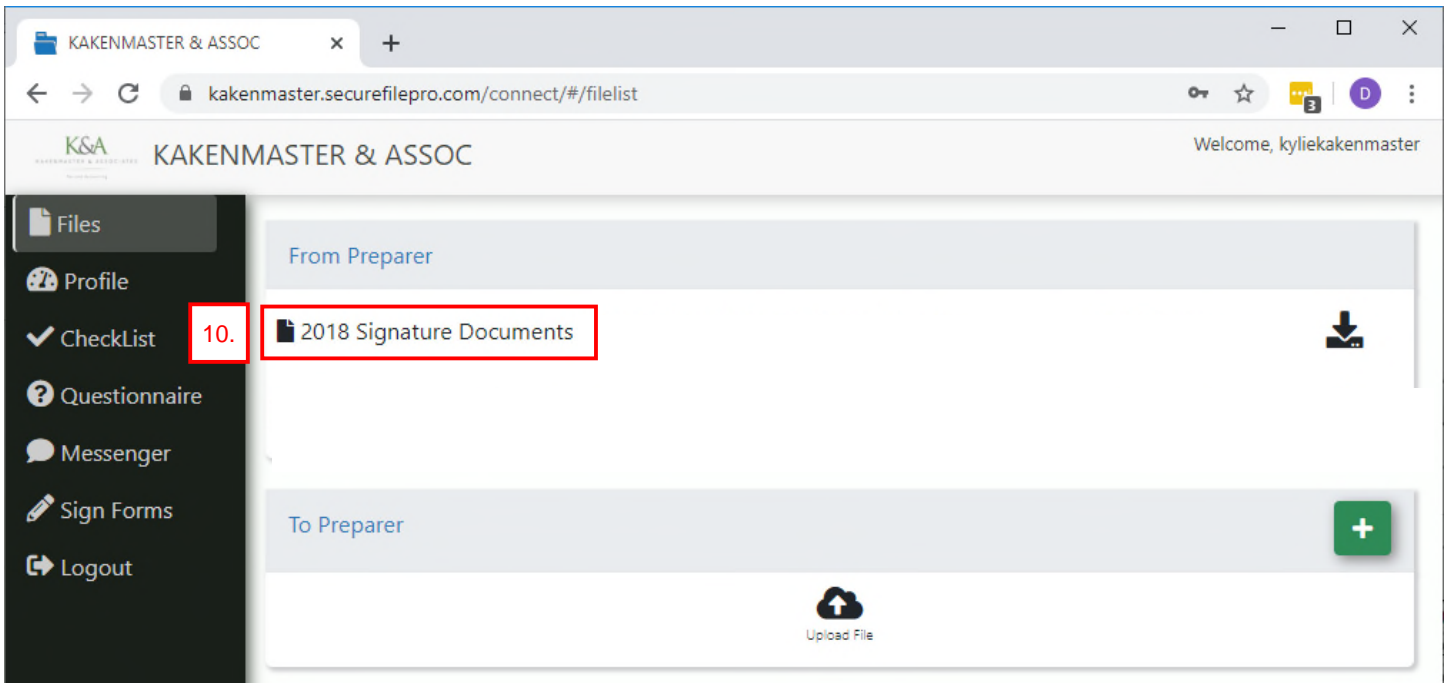 KAKENMASTER & ASSOC
kakenmaster.securefilepro.com/connect/#/filelist
3
D
K&A
KAKENMASTER & ASSOC
Welcome, kyliekakenmaster
Files
Profile
CheckList
Questionnaire
Messenger
Sign Forms
Logout
From Preparer
10.
2018 Signature Documents
To Preparer
Upload File